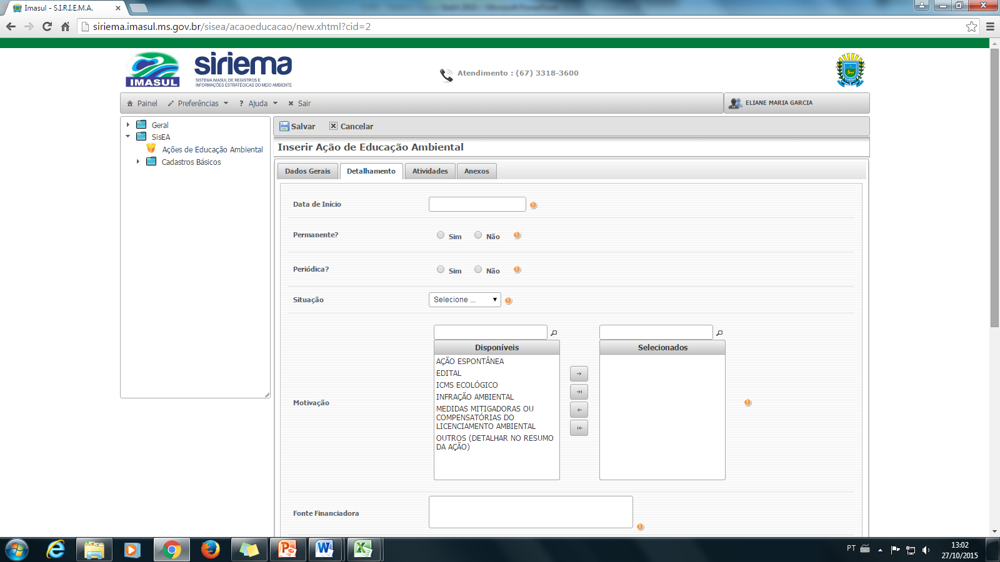 Imasul - S.I.R.I.E.M.A.
siriema.imasul.ms.gov.br/sisea/acaoeducacao/new.xhtml?cid=2
IMASUL
siriema
SISTEMA IMASUL DE REGISTROS E
INFORMAÇÕES ESTRATÉGICAS DO MEIO AMBIENTE
Atendimento : (67) 3318-3600
Painel Preferências ? Ajuda Sair
ELIANE MARIA GARCIA
Geral
SisEA
Ações de Educação Ambiental
Cadastros Básicos
Salvar Cancelar
Inserir Ação de Educação Ambiental
Dados Gerais Detalhamento Atividades Anexos
Data de Início
Permanente? Sim Não
Periódica? Sim Não
Situação Selecione ...
Motivação
Disponíveis
AÇÃO ESPONTÂNEA
EDITAL
ICMS ECOLÓGICO
INFRAÇÃO AMBIENTAL
MEDIDAS MITIGADORAS OU
COMPENSATÓRIAS DO
LICENCIAMENTO AMBIENTAL
OUTROS (DETALHAR NO RESUMO
DA AÇÃO)
Selecionados
Fonte Financiadora
PT
13:02
27/10/2015